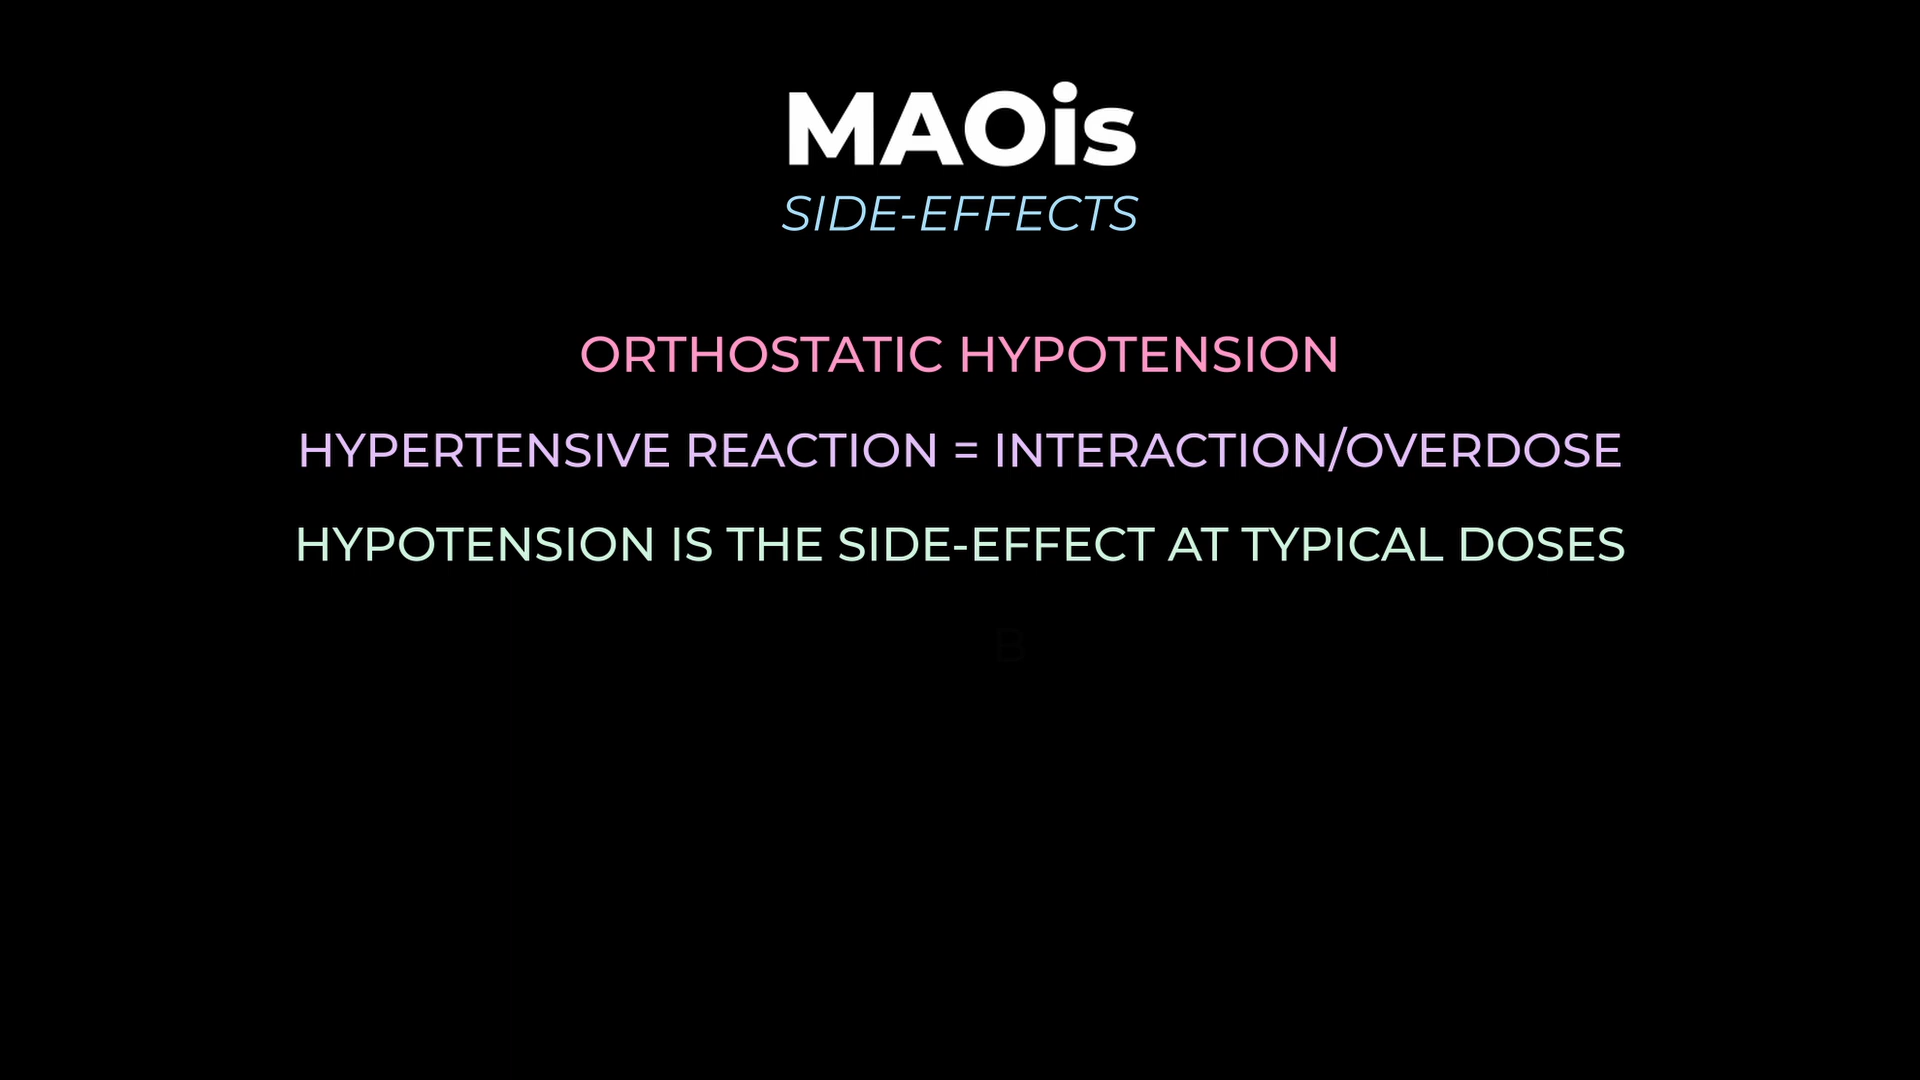 MAOis
SIDE-EFFECTS
ORTHOSTATIC HYPOTENSION
HYPERTENSIVE REACTION = INTERACTION/OVERDOSE
HYPOTENSION IS THE SIDE-EFFECT AT TYPICAL DOSES
B